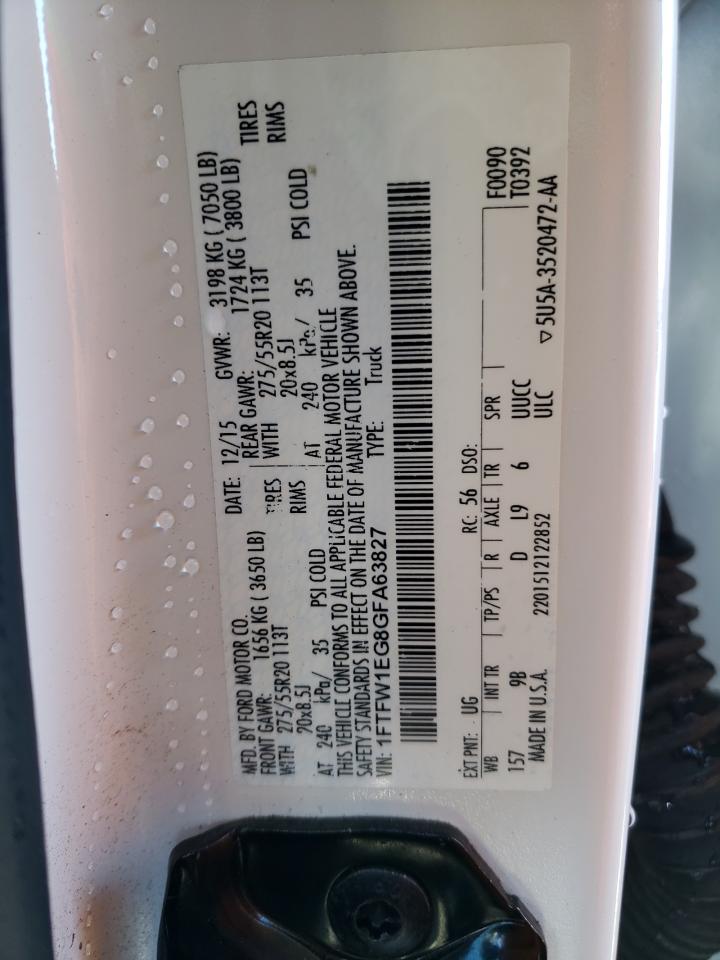 MFD. BY FORD MOTOR CO. DATE: 12/15 GVWR: 3198 KG ( 7050 LB)
FRONT GAWR: 1656 KG ( 3650 LB) REAR GAWR: 1724 KG ( 3800 LB)
WITH 275/55R20 113T TIRES WITH 275/55R20 113T TIRES
20x8.5J RIMS 20x8.5J RIMS
AT 240 kPa/ 35 PSI COLD AT 240 kPa/ 35 PSI COLD
THIS VEHICLE CONFORMS TO ALL APPLICABLE FEDERAL MOTOR VEHICLE
SAFETY STANDARDS IN EFFECT ON THE DATE OF MANUFACTURE SHOWN ABOVE.
VIN: 1FTFW1EG8GFA63827 TYPE: Truck
EXT PNT: UG RC: 56 DSO: F0090
WB INT TR TP/PS R AXLE TR SPR T0392
157 9B D L9 6 UUCC
MADE IN U.S.A. 2201512122852 ULC ▽ 5U5A-3520472-AA